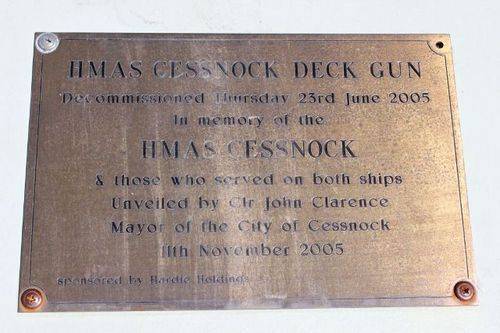 HMAS CESSNOCK DECK GUN
Decommissioned Thursday 23rd June 2005
In memory of the
HMAS CESSNOCK
& those who served on both ships
Unveiled by Clr John Clarence
Mayor of the City of Cessnock
11th November 2005
sponsored by Hardie Holdings